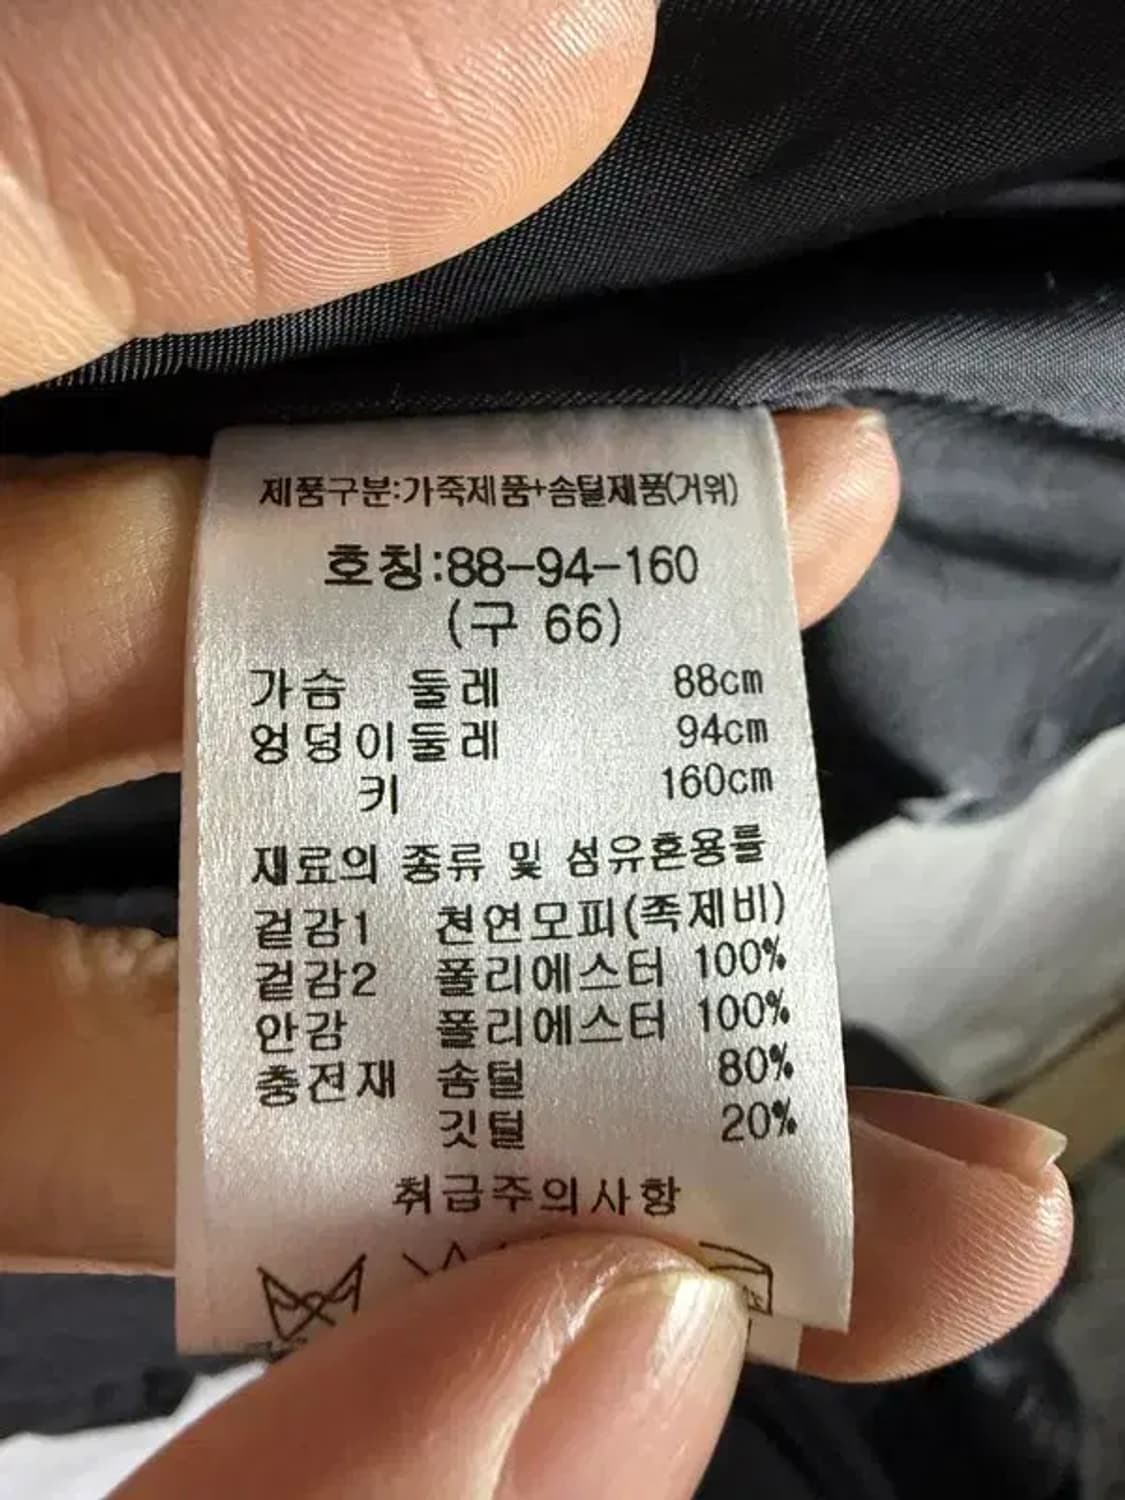 제품구분:가죽제품+솜털제품(거위)
호칭:88-94-160
(구 66)
가슴 둘레 88cm
엉덩이둘레 94cm
키 160cm
재료의 종류 및 섬유혼용률
겉감1 천연모피(족제비)
겉감2 폴리에스터 100%
안감 폴리에스터 100%
충전재 솜털 80%
깃털 20%
취급주의사항